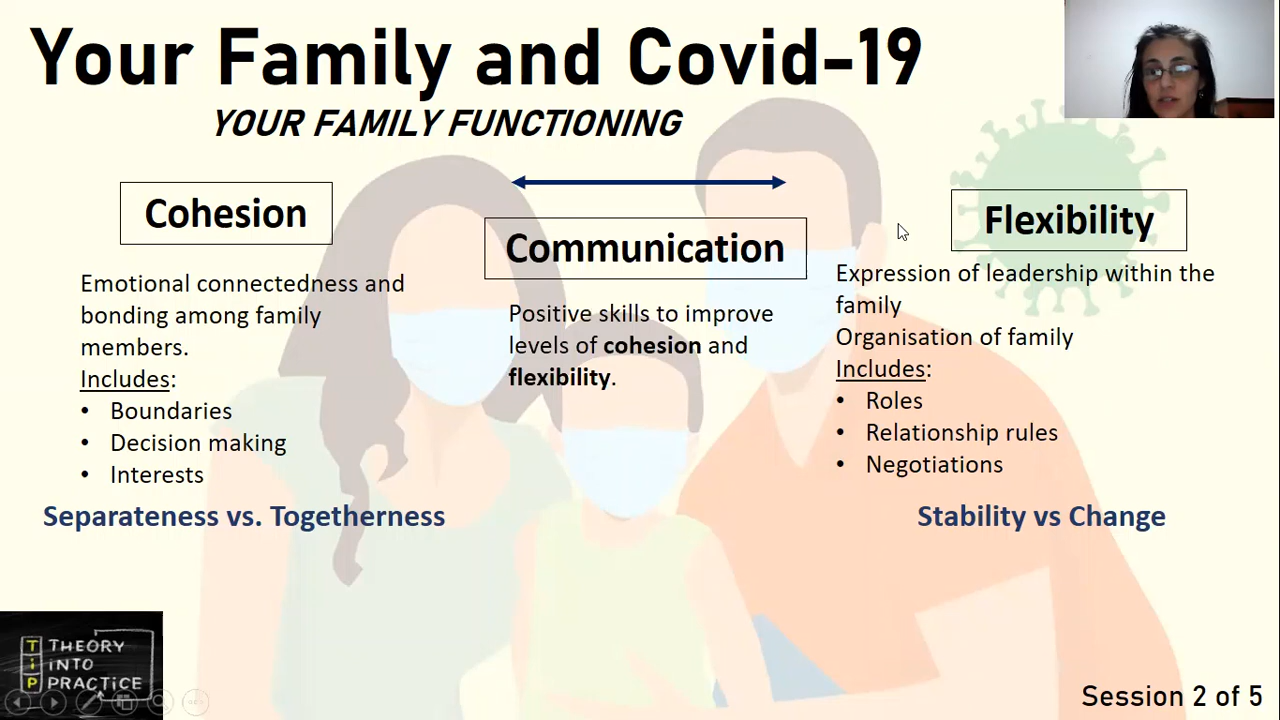 Your Family and Covid-19
YOUR FAMILY FUNCTIONING
Cohesion
Emotional connectedness and
bonding among family
members.
Includes:
• Boundaries
• Decision making
• Interests
Separateness vs. Togetherness
Communication
Positive skills to improve
levels of cohesion and
flexibility.
Flexibility
Expression of leadership within the
family
Organisation of family
Includes:
• Roles
• Relationship rules
• Negotiations
Stability vs Change
THEORY
INTO
PRACTICE
T
i
P
Session 2 of 5